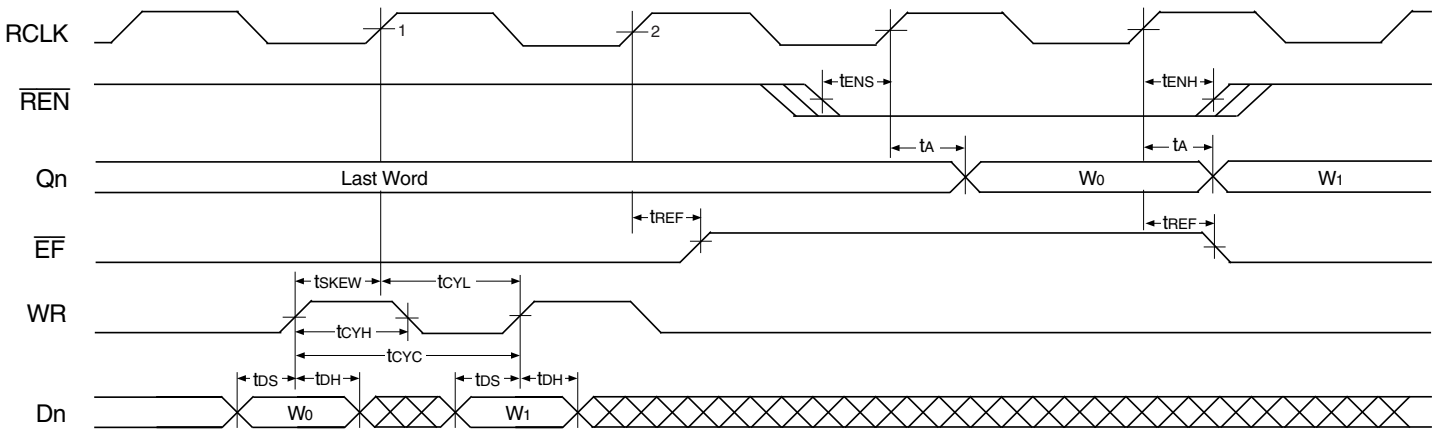 RCLK 1 2
REN tENS tENH
tA tA
Qn Last Word W0 W1
tREF tREF
EF
tSKEW tCYL
WR
tCYH
tCYC
tDS tDH tDS tDH
Dn W0 W1